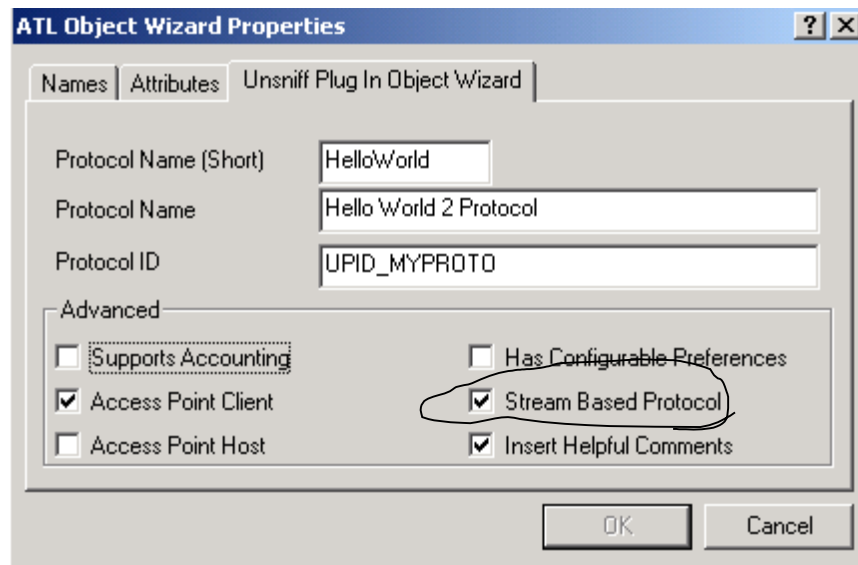 ATL Object Wizard Properties
Names Attributes Unsniff Plug In Object Wizard
Protocol Name (Short) HelloWorld
Protocol Name Hello World 2 Protocol
Protocol ID UPID_MYPROTO
Advanced
Supports Accounting Has Configurable Preferences
Access Point Client Stream Based Protocol
Access Point Host Insert Helpful Comments
OK Cancel